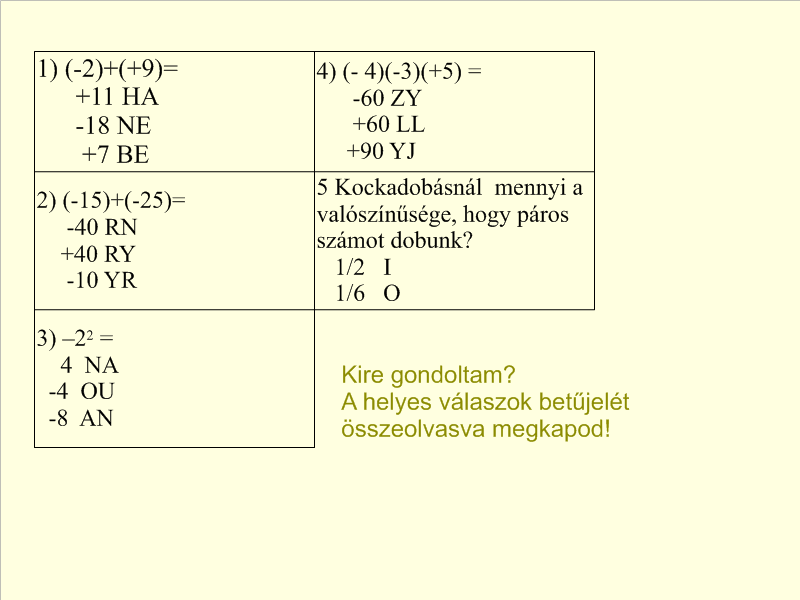 1) (-2)+(+9)=
+11 HA
-18 NE
+7 BE
2) (-15)+(-25)=
-40 RN
+40 RY
-10 YR
3) –2² =
4 NA
-4 OU
-8 AN
4) (- 4)(-3)(+5) =
-60 ZY
+60 LL
+90 YJ
5 Kockadobásnál mennyi a
valószínűsége, hogy páros
számot dobunk?
1/2 I
1/6 O
Kire gondoltam?
A helyes válaszok betűjelét
összeolvasva megkapod!